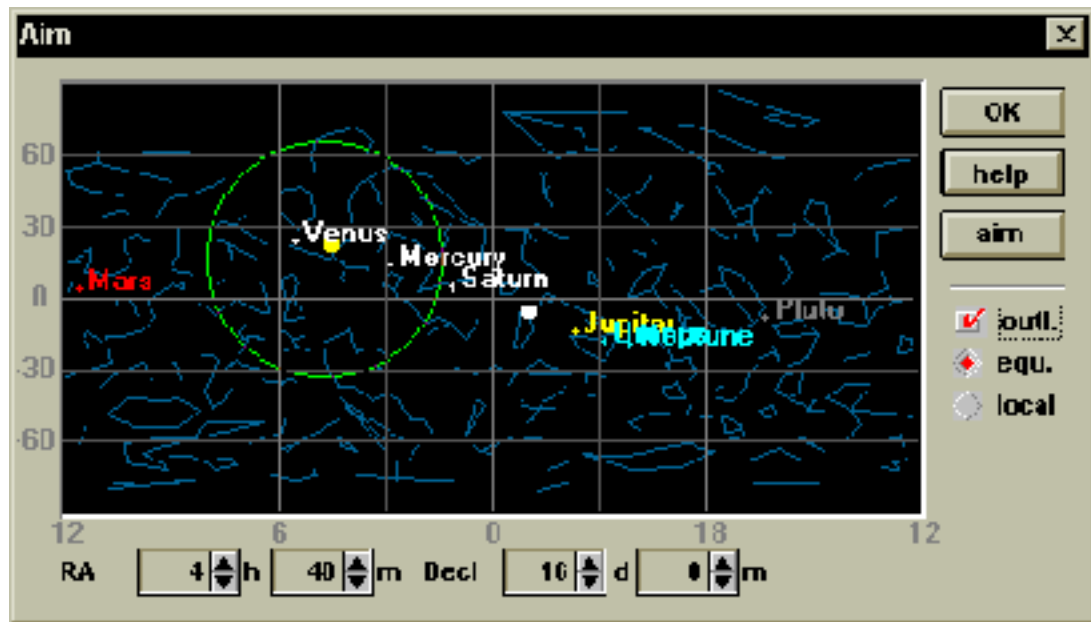 Aim
OK
help
aim
outl.
equ.
local
60
30
0
-30
-60
Venus
Mercury
Saturn
Mars
Jupiter
Neptune
Pluto
12 6 0 18 12
RA 4 h 40 m Decl 16 d 0 m